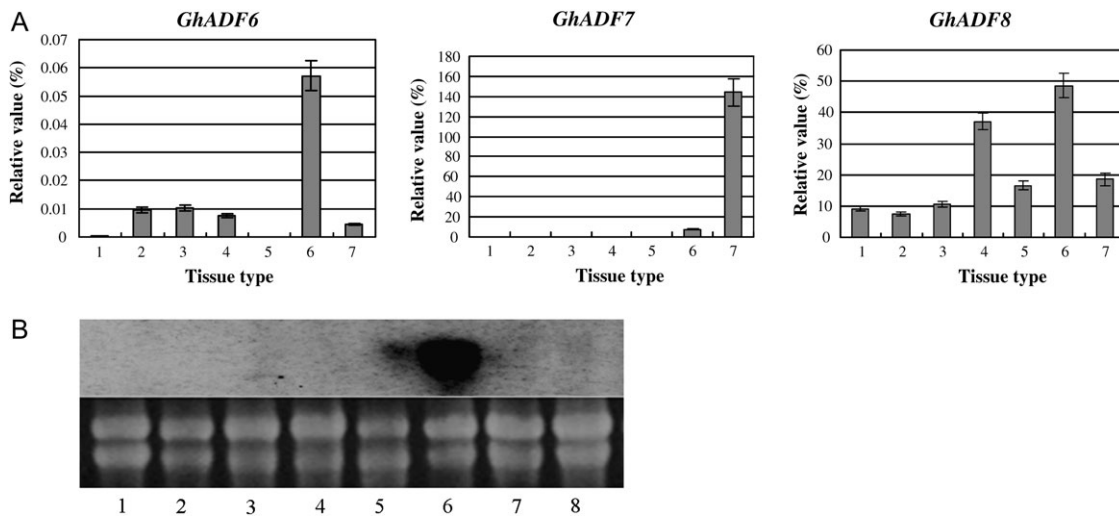 A
GhADF6
GhADF7
GhADF8
Relative value (%)
0.07
0.06
0.05
0.04
0.03
0.02
0.01
0
1 2 3 4 5 6 7
Tissue type
Relative value (%)
180
160
140
120
100
80
60
40
20
0
1 2 3 4 5 6 7
Tissue type
Relative value (%)
60
50
40
30
20
10
0
1 2 3 4 5 6 7
Tissue type
B
1 2 3 4 5 6 7 8